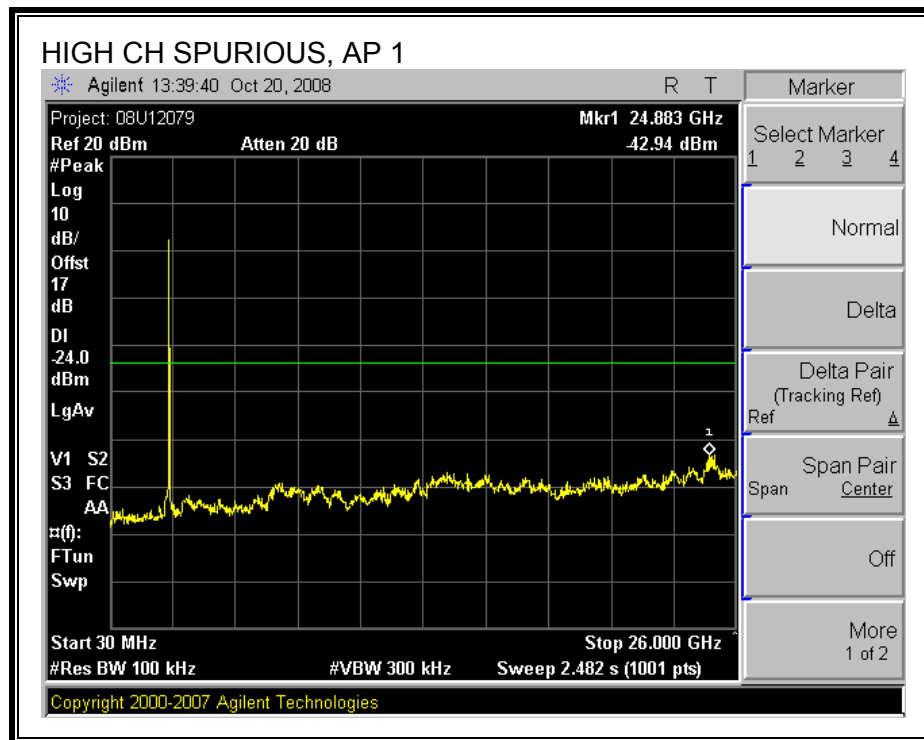 HIGH CH SPURIOUS, AP 1
Agilent 13:39:40 Oct 20, 2008 R T
Project: 08U12079 Mkr1 24.883 GHz
Ref 20 dBm Atten 20 dB -42.94 dBm
#Peak
Log
10
dB/
Offst
17
dB
DI
-24.0
dBm
LgAv
V1 S2
S3 FC
AA
¤(f):
FTun
Swp
1
Start 30 MHz Stop 26.000 GHz
#Res BW 100 kHz #VBW 300 kHz Sweep 2.482 s (1001 pts)
Copyright 2000-2007 Agilent Technologies
Marker
Select Marker
1 2 3 4
Normal
Delta
Delta Pair
(Tracking Ref)
Ref Δ
Span Pair
Span Center
Off
More
1 of 2